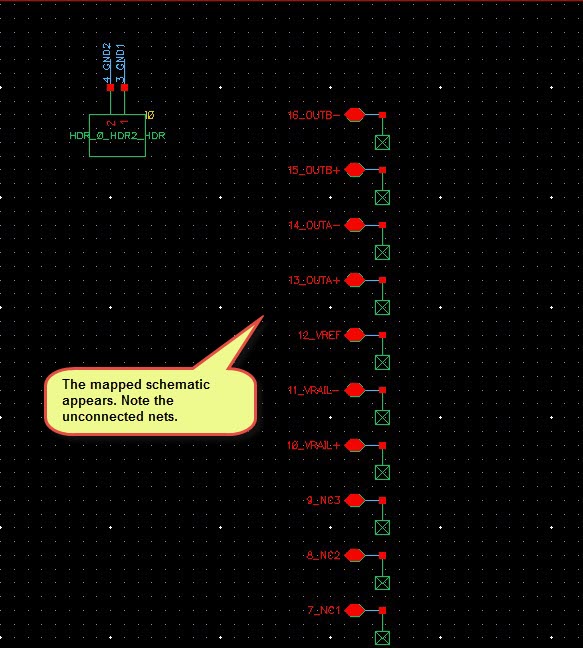 4_GND2
3_GND1
I0
2
1
HDR_0_HDR2_HDR
16_OUTB-
15_OUTB+
14_OUTA-
13_OUTA+
12_VREF
11_VRAIL-
10_VRAIL+
9_NC3
8_NC2
7_NC1
The mapped schematic
appears. Note the
unconnected nets.